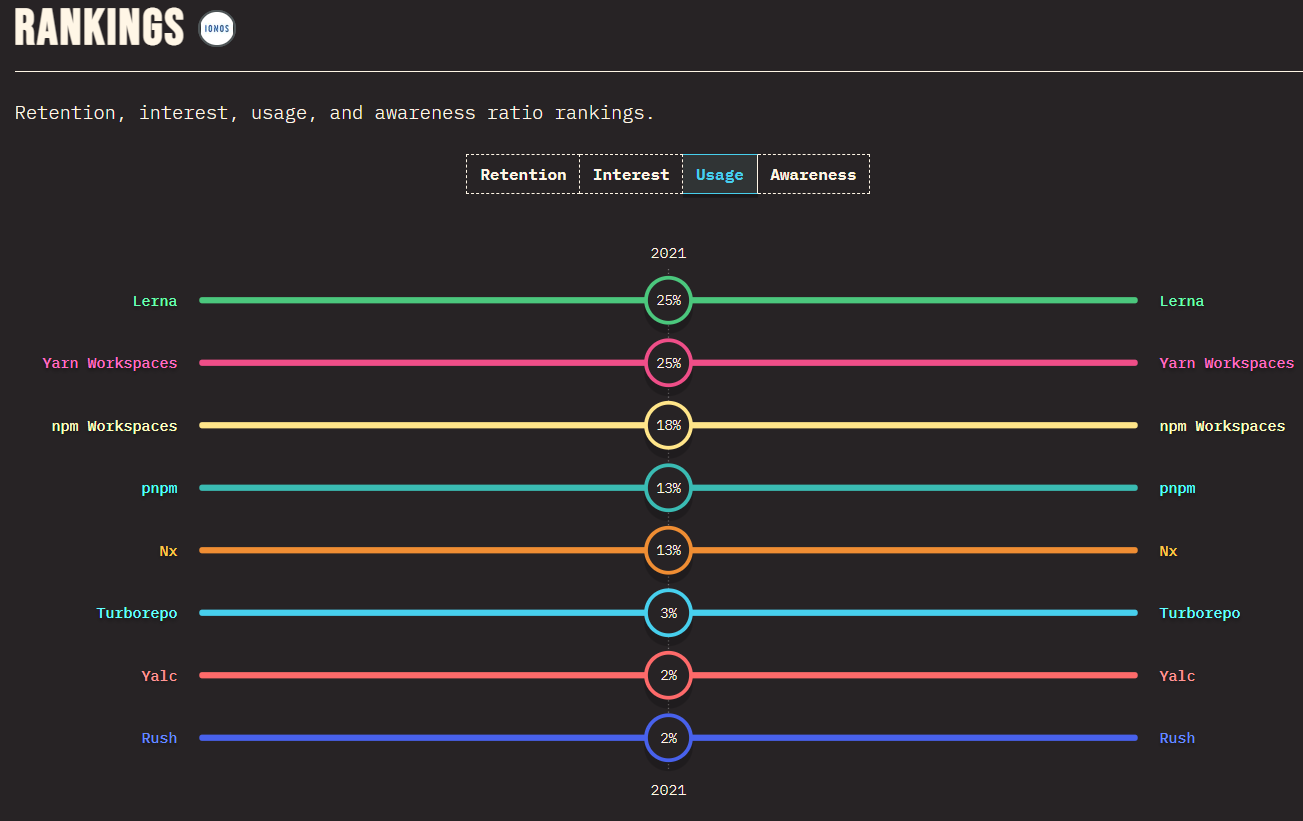 RANKINGS IONOS
Retention, interest, usage, and awareness ratio rankings.
Retention Interest Usage Awareness
2021
Lerna 25% Lerna
Yarn Workspaces 25% Yarn Workspaces
npm Workspaces 18% npm Workspaces
pnpm 13% pnpm
Nx 13% Nx
Turborepo 3% Turborepo
Yalc 2% Yalc
Rush 2% Rush
2021